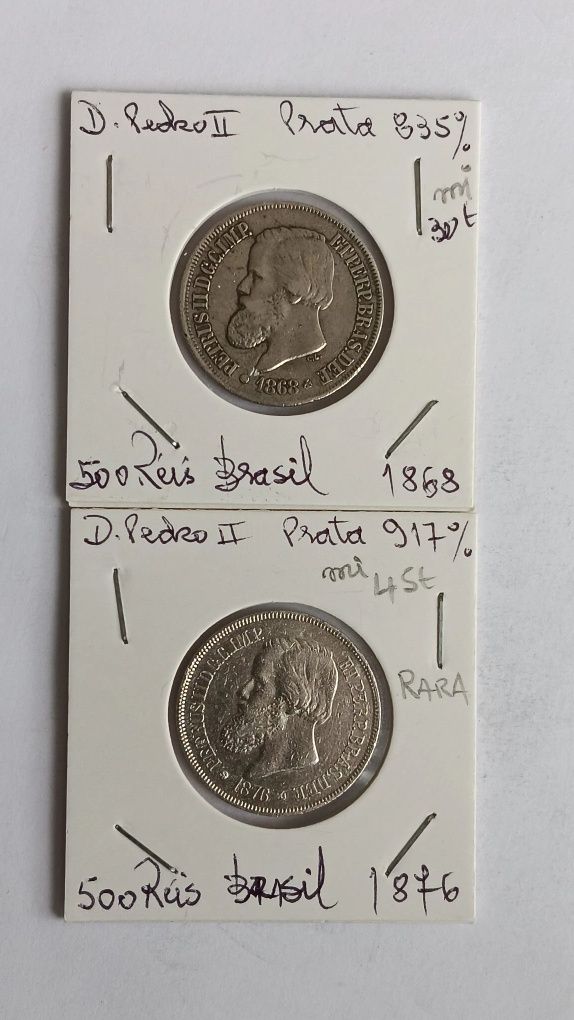 D. Pedro II Prata 835%
mi
30t
PETRUS II D.G.C.IMP. ET PERP. BRAS. DEF.
1868
500 Réis Brasil 1868
D. Pedro II Prata 917%
mi 45t
RARA
PETRUS II D.G.C.IMP. ET PERP. BRAS. DEF.
1876
500 Réis BRASil 1876